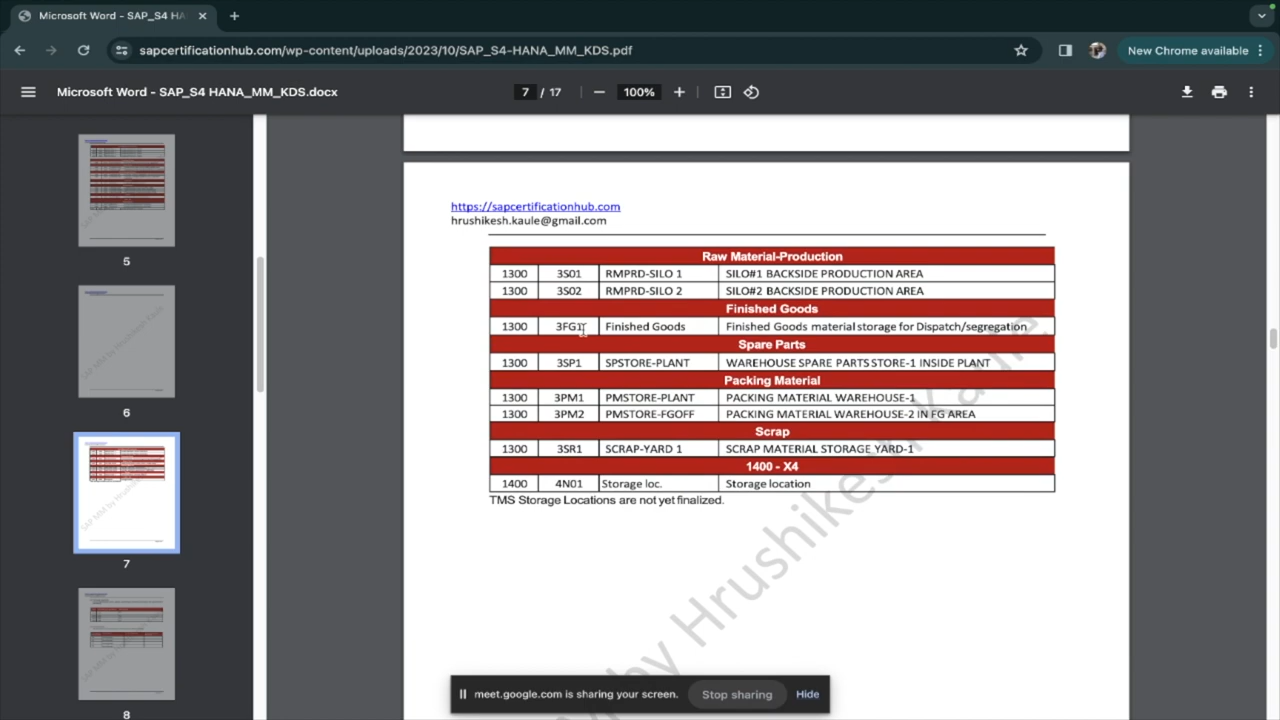 Microsoft Word - SAP_S4 HA
sapcertificationhub.com/wp-content/uploads/2023/10/SAP_S4-HANA_MM_KDS.pdf
New Chrome available
Microsoft Word - SAP_S4 HANA_MM_KDS.docx
7 / 17
100%
5
6
7
8
https://sapcertificationhub.com
hrushikesh.kaule@gmail.com
Raw Material-Production
1300 3S01 RMPRD-SILO 1 SILO#1 BACKSIDE PRODUCTION AREA
1300 3S02 RMPRD-SILO 2 SILO#2 BACKSIDE PRODUCTION AREA
Finished Goods
1300 3FG1 Finished Goods Finished Goods material storage for Dispatch/segregation
Spare Parts
1300 3SP1 SPSTORE-PLANT WAREHOUSE SPARE PARTS STORE-1 INSIDE PLANT
Packing Material
1300 3PM1 PMSTORE-PLANT PACKING MATERIAL WAREHOUSE-1
1300 3PM2 PMSTORE-FGOFF PACKING MATERIAL WAREHOUSE-2 IN FG AREA
Scrap
1300 3SR1 SCRAP-YARD 1 SCRAP MATERIAL STORAGE YARD-1
1400 - X4
1400 4N01 Storage loc. Storage location
TMS Storage Locations are not yet finalized.
by Hrushikesh Kaule
meet.google.com is sharing your screen. Stop sharing Hide